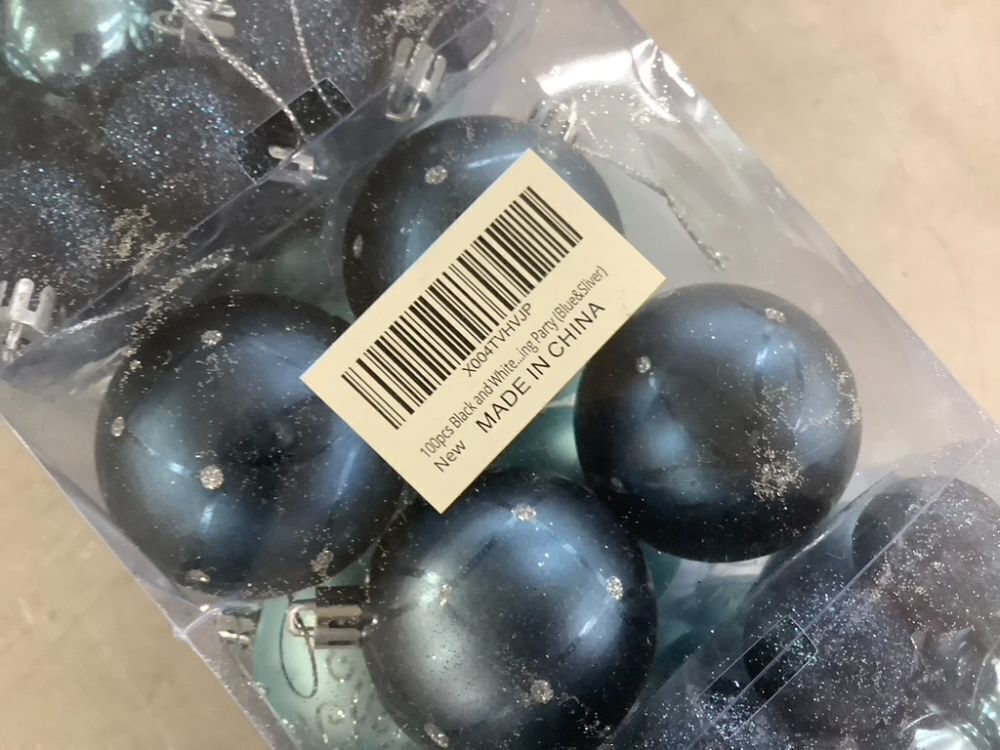 X004TVHVJP
100pcs Black and White...ing Party(Blue&Sliver)
New MADE IN CHINA